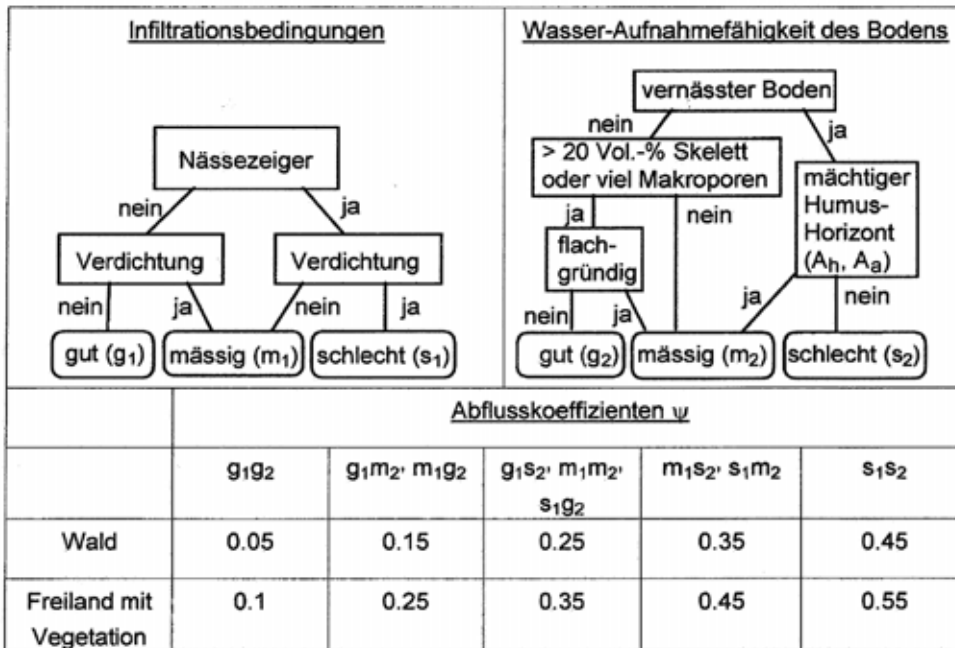 Infiltrationsbedingungen
Nässezeiger
nein
ja
Verdichtung
Verdichtung
nein
ja
nein
ja
gut (g1)
mässig (m1)
schlecht (s1)
Wasser-Aufnahmefähigkeit des Bodens
vernässter Boden
nein
ja
> 20 Vol.-% Skelett
oder viel Makroporen
mächtiger
Humus-
Horizont
(Ah, Aa)
ja
nein
flach-
gründig
nein
ja
ja
nein
gut (g2)
mässig (m2)
schlecht (s2)
Abflusskoeffizienten ψ
g1g2
g1m2, m1g2
g1s2, m1m2,
s1g2
m1s2, s1m2
s1s2
Wald
0.05
0.15
0.25
0.35
0.45
Freiland mit
Vegetation
0.1
0.25
0.35
0.45
0.55